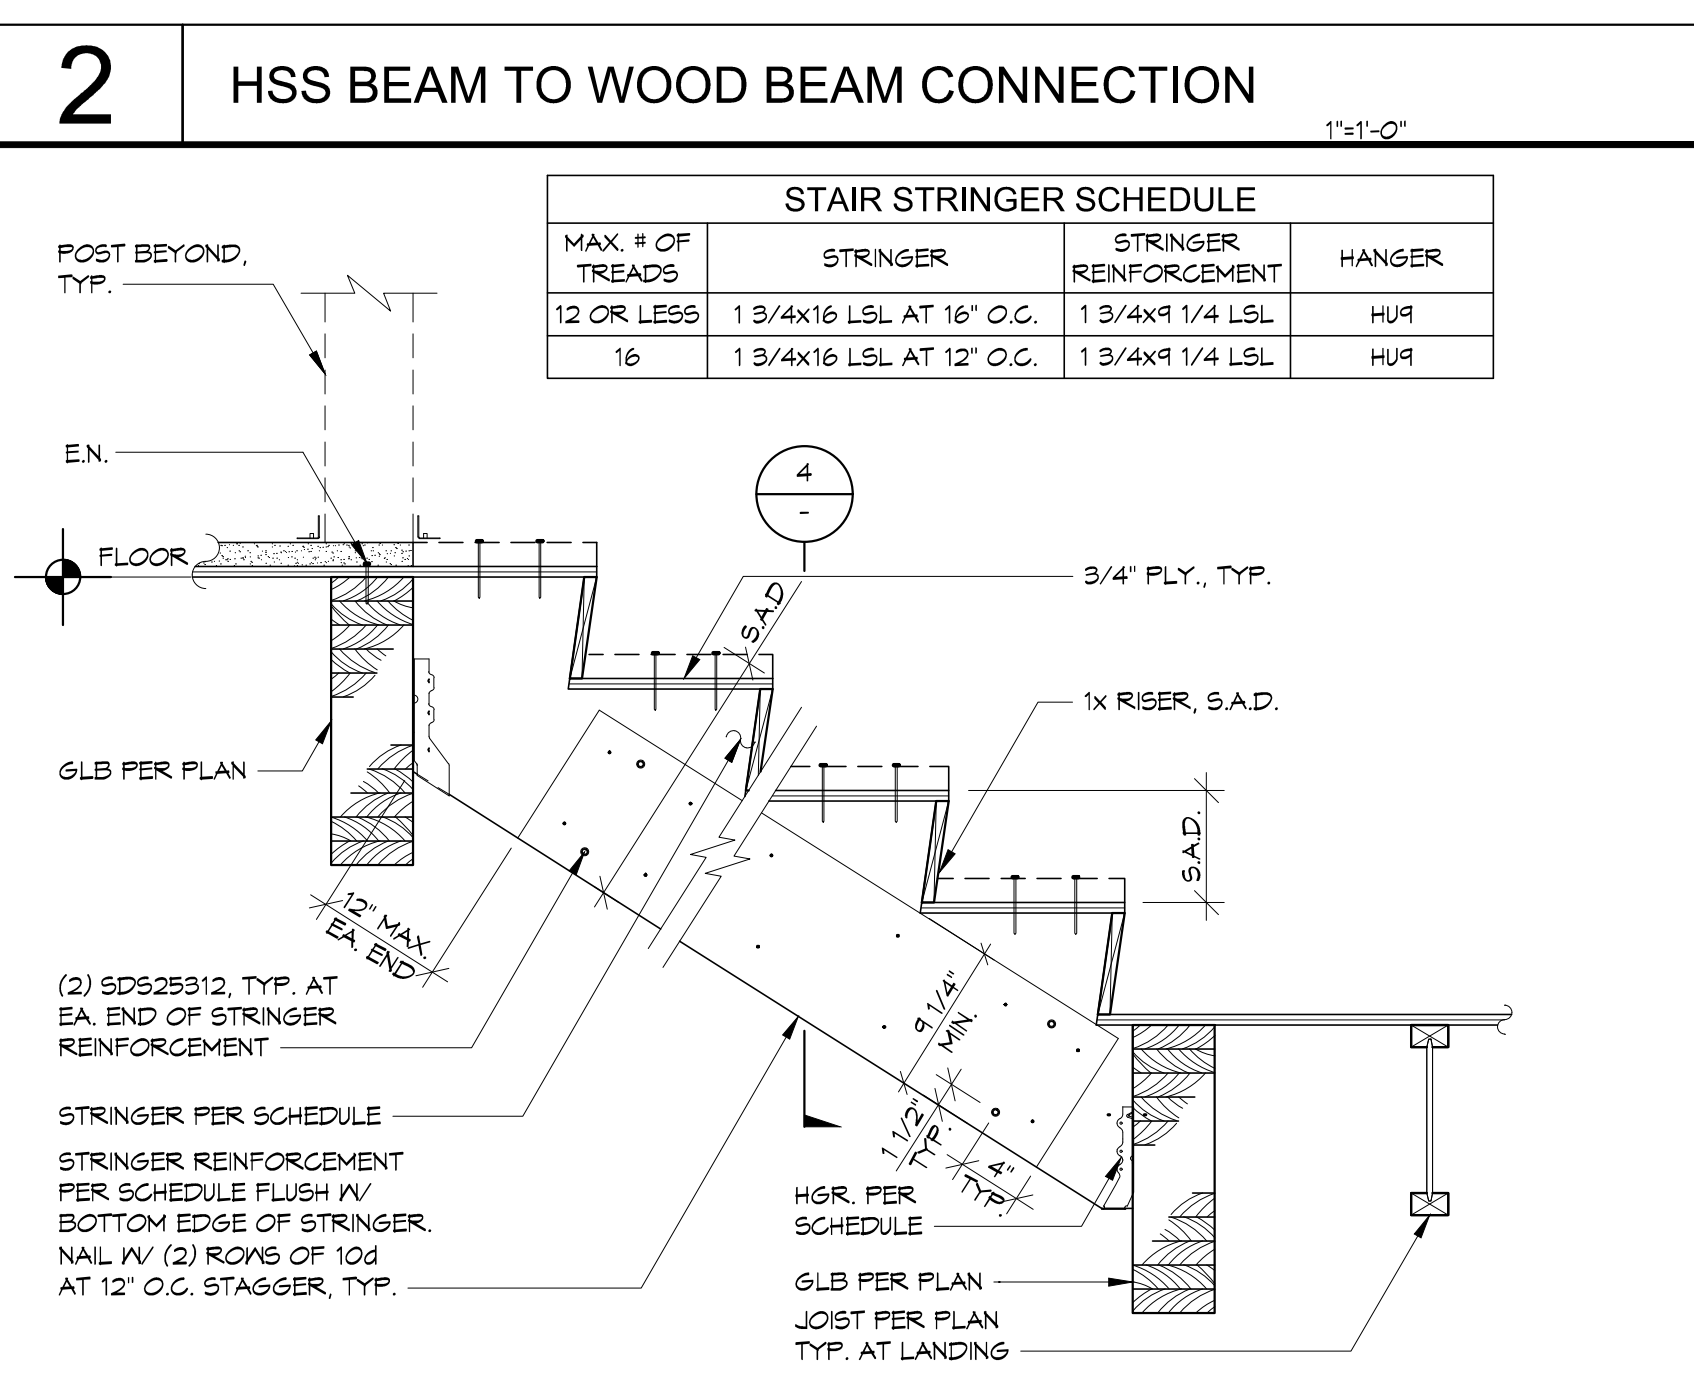 2
HSS BEAM TO WOOD BEAM CONNECTION
1"=1'-0"
STAIR STRINGER SCHEDULE
MAX. # OF
TREADS
STRINGER
STRINGER
REINFORCEMENT
HANGER
12 OR LESS
1 3/4x16 LSL AT 16" O.C.
1 3/4x9 1/4 LSL
HU9
16
1 3/4x16 LSL AT 12" O.C.
1 3/4x9 1/4 LSL
HU9
POST BEYOND,
TYP.
E.N.
4
-
FLOOR
3/4" PLY., TYP.
S.A.D
1x RISER, S.A.D.
GLB PER PLAN
S.A.D.
12" MAX.
EA. END
(2) SDS25312, TYP. AT
EA. END OF STRINGER
REINFORCEMENT
9 1/4"
MIN.
STRINGER PER SCHEDULE
1 1/2"
TYP.
4"
TYP.
STRINGER REINFORCEMENT
PER SCHEDULE FLUSH W/
BOTTOM EDGE OF STRINGER.
NAIL W/ (2) ROWS OF 10d
AT 12" O.C. STAGGER, TYP.
HGR. PER
SCHEDULE
GLB PER PLAN
JOIST PER PLAN
TYP. AT LANDING